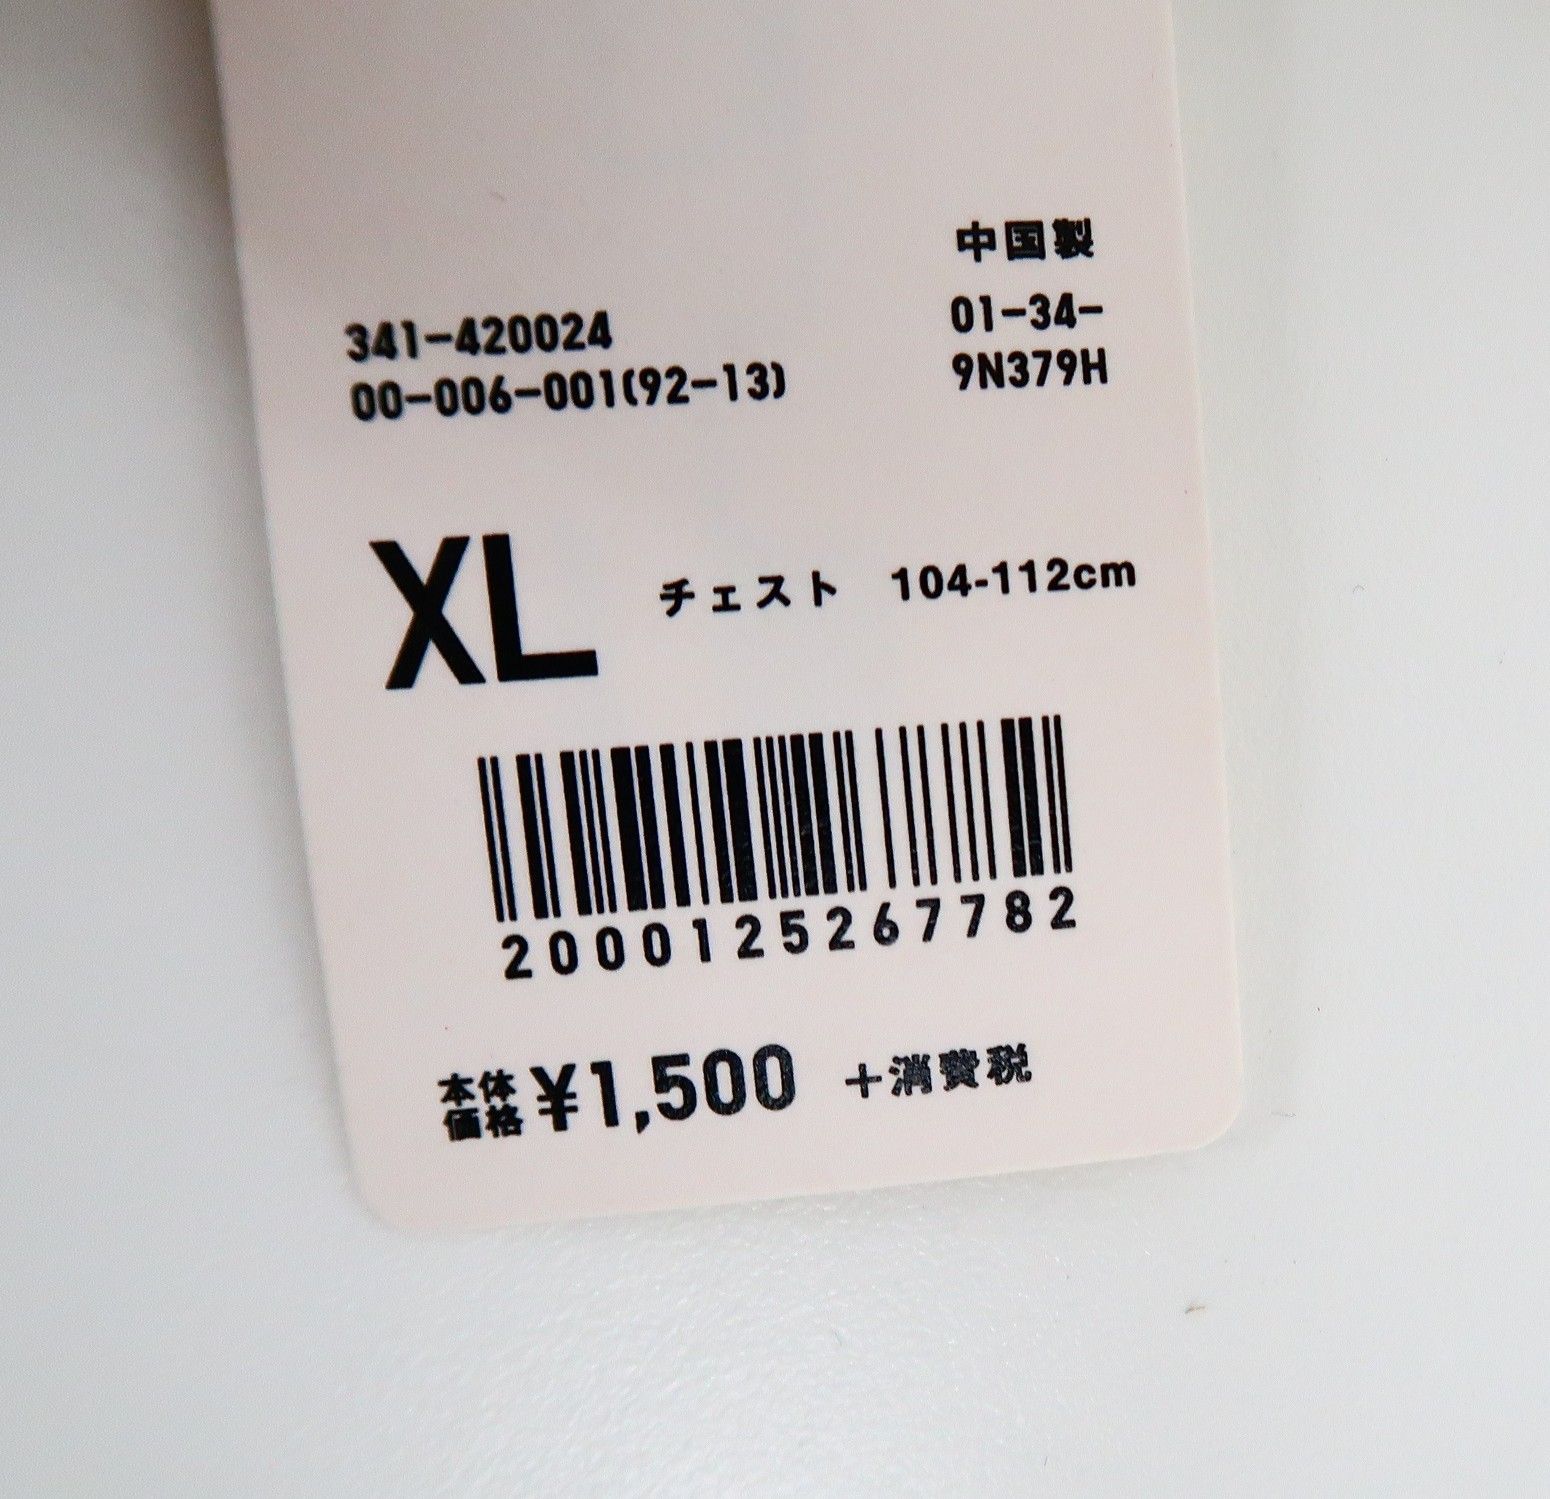 中国製
341-420024
01-34-
00-006-001(92-13)
9N379H
XL チェスト 104-112cm
2000125267782
本体価格 ¥1,500 +消費税